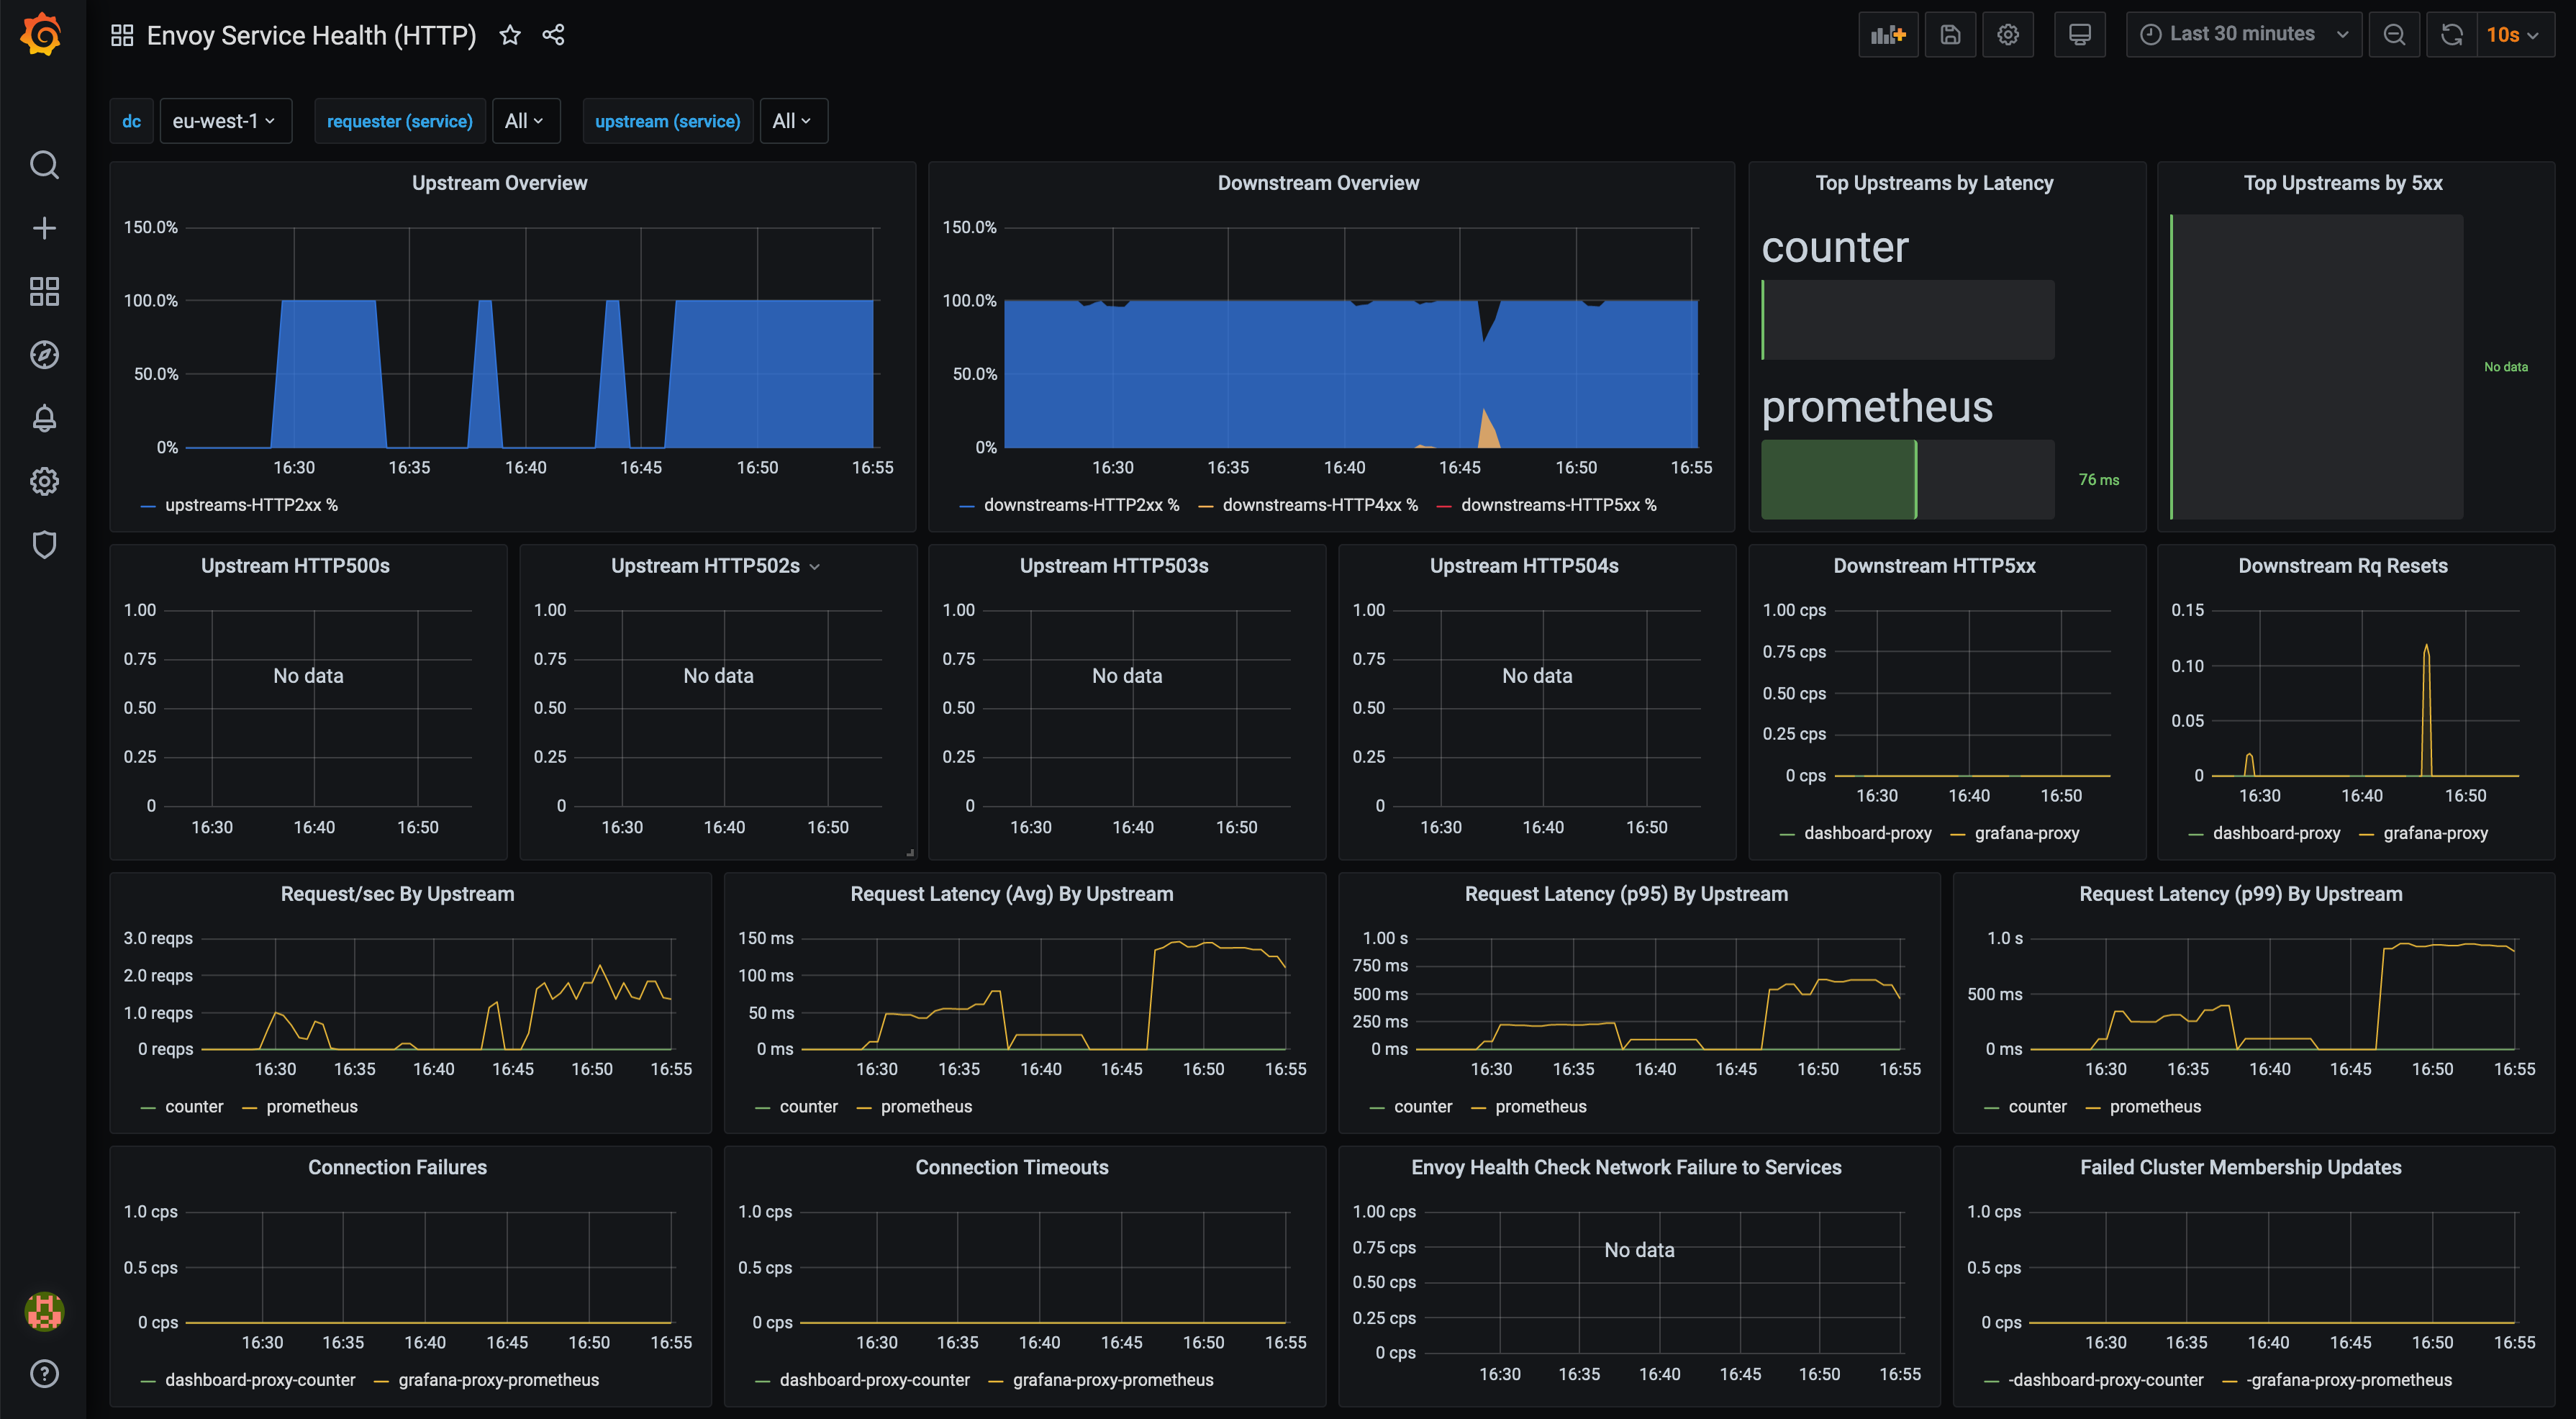 Envoy Service Health (HTTP)
Last 30 minutes
10s
dc eu-west-1 requester (service) All upstream (service) All
Upstream Overview
150.0%
100.0%
50.0%
0%
16:30 16:35 16:40 16:45 16:50 16:55
upstreams-HTTP2xx %
Downstream Overview
150.0%
100.0%
50.0%
0%
16:30 16:35 16:40 16:45 16:50 16:55
downstreams-HTTP2xx % downstreams-HTTP4xx % downstreams-HTTP5xx %
Top Upstreams by Latency
counter
prometheus
76 ms
Top Upstreams by 5xx
No data
Upstream HTTP500s
1.00
0.75
No data
0.50
0.25
0
16:30 16:40 16:50
Upstream HTTP502s
1.00
0.75
No data
0.50
0.25
0
16:30 16:40 16:50
Upstream HTTP503s
1.00
0.75
No data
0.50
0.25
0
16:30 16:40 16:50
Upstream HTTP504s
1.00
0.75
No data
0.50
0.25
0
16:30 16:40 16:50
Downstream HTTP5xx
1.00 cps
0.75 cps
0.50 cps
0.25 cps
0 cps
16:30 16:40 16:50
dashboard-proxy grafana-proxy
Downstream Rq Resets
0.15
0.10
0.05
0
16:30 16:40 16:50
dashboard-proxy grafana-proxy
Request/sec By Upstream
3.0 reqps
2.0 reqps
1.0 reqps
0 reqps
16:30 16:35 16:40 16:45 16:50 16:55
counter prometheus
Request Latency (Avg) By Upstream
150 ms
100 ms
50 ms
0 ms
16:30 16:35 16:40 16:45 16:50 16:55
counter prometheus
Request Latency (p95) By Upstream
1.00 s
750 ms
500 ms
250 ms
0 ms
16:30 16:35 16:40 16:45 16:50 16:55
counter prometheus
Request Latency (p99) By Upstream
1.0 s
500 ms
0 ms
16:30 16:35 16:40 16:45 16:50 16:55
counter prometheus
Connection Failures
1.0 cps
0.5 cps
0 cps
16:30 16:35 16:40 16:45 16:50 16:55
dashboard-proxy-counter grafana-proxy-prometheus
Connection Timeouts
1.0 cps
0.5 cps
0 cps
16:30 16:35 16:40 16:45 16:50 16:55
dashboard-proxy-counter grafana-proxy-prometheus
Envoy Health Check Network Failure to Services
1.00 cps
0.75 cps
No data
0.50 cps
0.25 cps
0 cps
16:30 16:35 16:40 16:45 16:50 16:55
Failed Cluster Membership Updates
1.0 cps
0.5 cps
0 cps
16:30 16:35 16:40 16:45 16:50 16:55
-dashboard-proxy-counter -grafana-proxy-prometheus